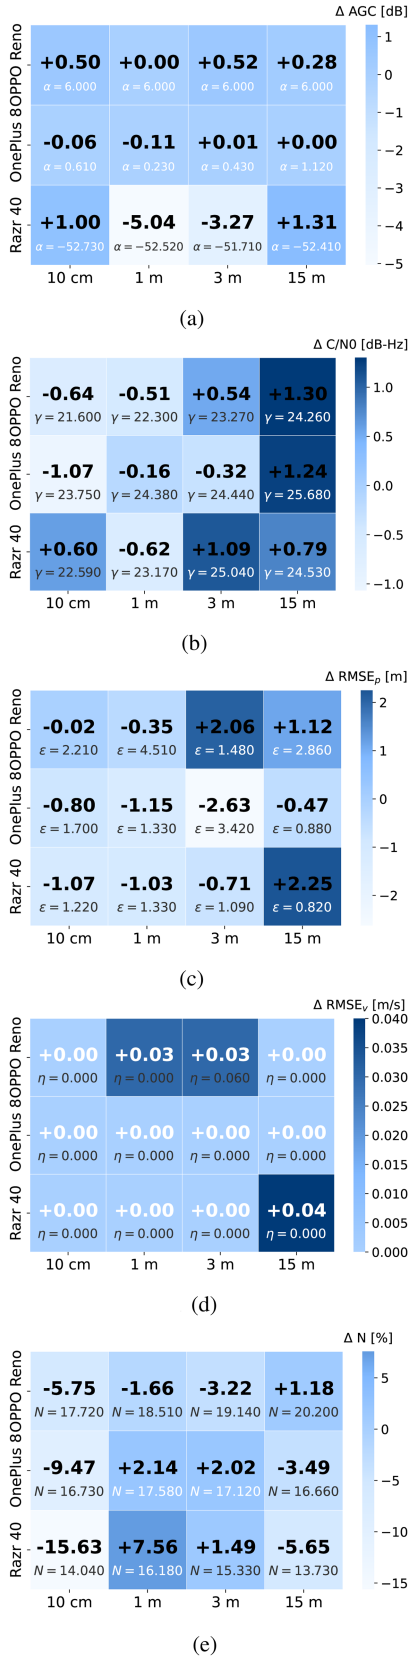 Δ AGC [dB]
OPPO Reno
+0.50 +0.00 +0.52 +0.28
α = 6.000 α = 6.000 α = 6.000 α = 6.000
OnePlus 8
-0.06 -0.11 +0.01 +0.00
α = 0.610 α = 0.230 α = 0.430 α = 1.120
Razr 40
+1.00 -5.04 -3.27 +1.31
α = −52.730 α = −52.520 α = −51.710 α = −52.410
10 cm 1 m 3 m 15 m
1
0
−1
−2
−3
−4
−5
(a)
Δ C/N0 [dB-Hz]
OPPO Reno
-0.64 -0.51 +0.54 +1.30
γ = 21.600 γ = 22.300 γ = 23.270 γ = 24.260
OnePlus 8
-1.07 -0.16 -0.32 +1.24
γ = 23.750 γ = 24.380 γ = 24.440 γ = 25.680
Razr 40
+0.60 -0.62 +1.09 +0.79
γ = 22.590 γ = 23.170 γ = 25.040 γ = 24.530
10 cm 1 m 3 m 15 m
1.0
0.5
0.0
−0.5
−1.0
(b)
Δ RMSEₚ [m]
OPPO Reno
-0.02 -0.35 +2.06 +1.12
ε = 2.210 ε = 4.510 ε = 1.480 ε = 2.860
OnePlus 8
-0.80 -1.15 -2.63 -0.47
ε = 1.700 ε = 1.330 ε = 3.420 ε = 0.880
Razr 40
-1.07 -1.03 -0.71 +2.25
ε = 1.220 ε = 1.330 ε = 1.090 ε = 0.820
10 cm 1 m 3 m 15 m
2
1
0
−1
−2
(c)
Δ RMSEᵥ [m/s]
OPPO Reno
+0.00 +0.03 +0.03 +0.00
η = 0.000 η = 0.000 η = 0.060 η = 0.000
OnePlus 8
+0.00 +0.00 +0.00 +0.00
η = 0.000 η = 0.000 η = 0.000 η = 0.000
Razr 40
+0.00 +0.00 +0.00 +0.04
η = 0.000 η = 0.000 η = 0.000 η = 0.000
10 cm 1 m 3 m 15 m
0.040
0.035
0.030
0.025
0.020
0.015
0.010
0.005
0.000
(d)
Δ N [%]
OPPO Reno
-5.75 -1.66 -3.22 +1.18
N = 17.720 N = 18.510 N = 19.140 N = 20.200
OnePlus 8
-9.47 +2.14 +2.02 -3.49
N = 16.730 N = 17.580 N = 17.120 N = 16.660
Razr 40
-15.63 +7.56 +1.49 -5.65
N = 14.040 N = 16.180 N = 15.330 N = 13.730
10 cm 1 m 3 m 15 m
5
0
−5
−10
−15
(e)